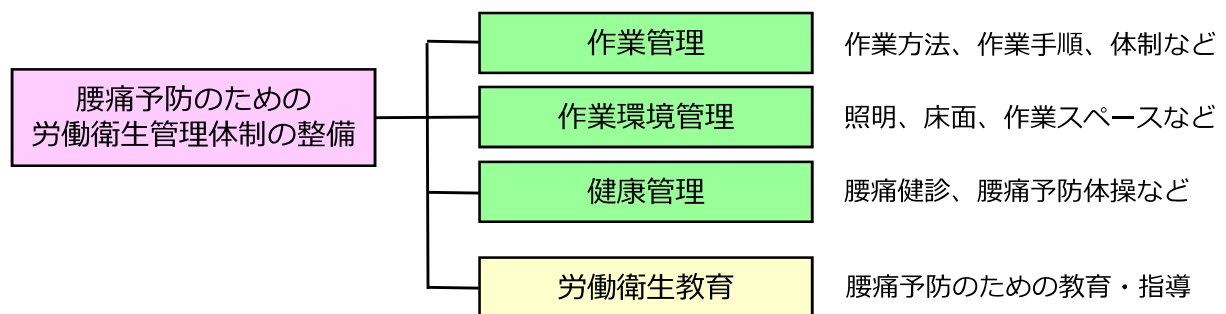 腰痛予防のための
労働衛生管理体制の整備
作業管理
作業方法、作業手順、体制など
作業環境管理
照明、床面、作業スペースなど
健康管理
腰痛健診、腰痛予防体操など
労働衛生教育
腰痛予防のための教育・指導